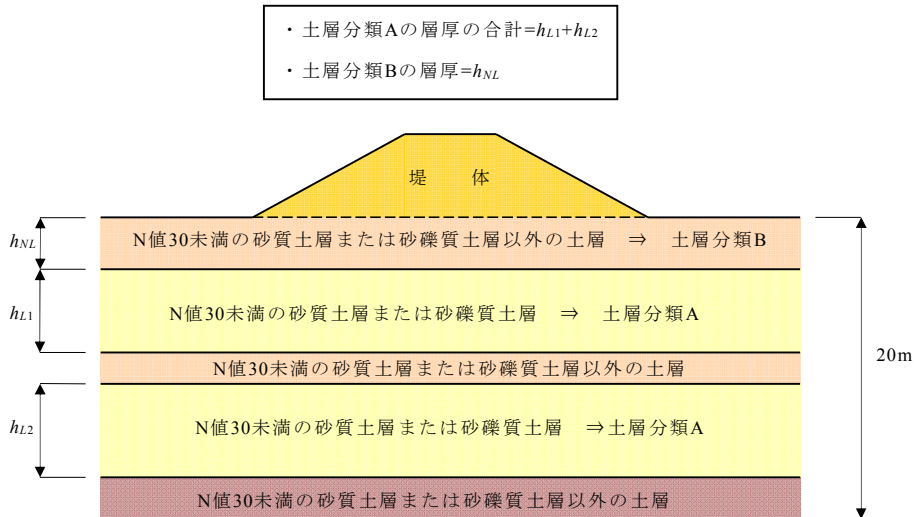 ・土層分類Aの層厚の合計=hL1+hL2
・土層分類Bの層厚=hNL
堤 体
hNL
N値30未満の砂質土層または砂礫質土層以外の土層 ⇒ 土層分類B
hL1
N値30未満の砂質土層または砂礫質土層 ⇒ 土層分類A
N値30未満の砂質土層または砂礫質土層以外の土層
20m
hL2
N値30未満の砂質土層または砂礫質土層 ⇒土層分類A
N値30未満の砂質土層または砂礫質土層以外の土層